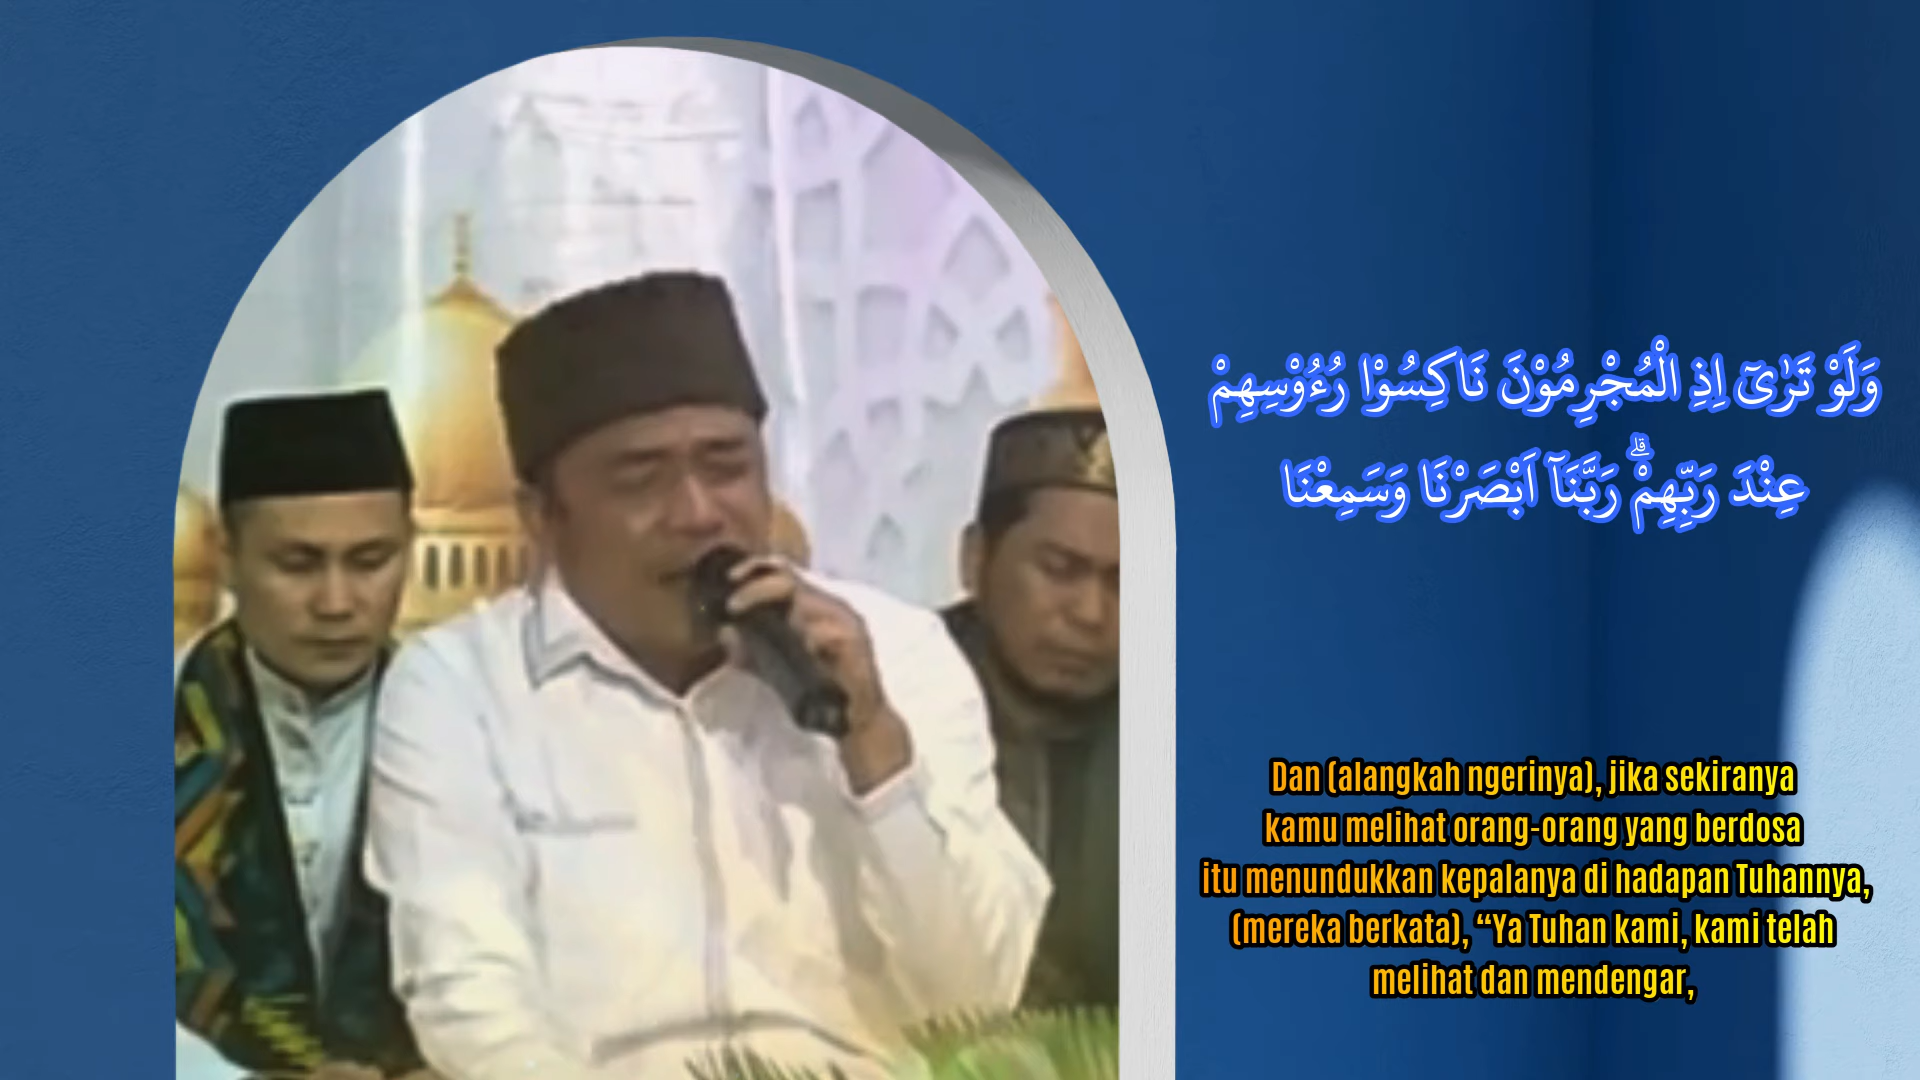 وَلَوْ تَرٰىٓ اِذِ الْمُجْرِمُوْنَ نَاكِسُوْا رُءُوْسِهِمْ
عِنْدَ رَبِّهِمْۗ رَبَّنَآ اَبْصَرْنَا وَسَمِعْنَا
Dan (alangkah ngerinya), jika sekiranya
kamu melihat orang-orang yang berdosa
itu menundukkan kepalanya di hadapan Tuhannya,
(mereka berkata), “Ya Tuhan kami, kami telah
melihat dan mendengar,